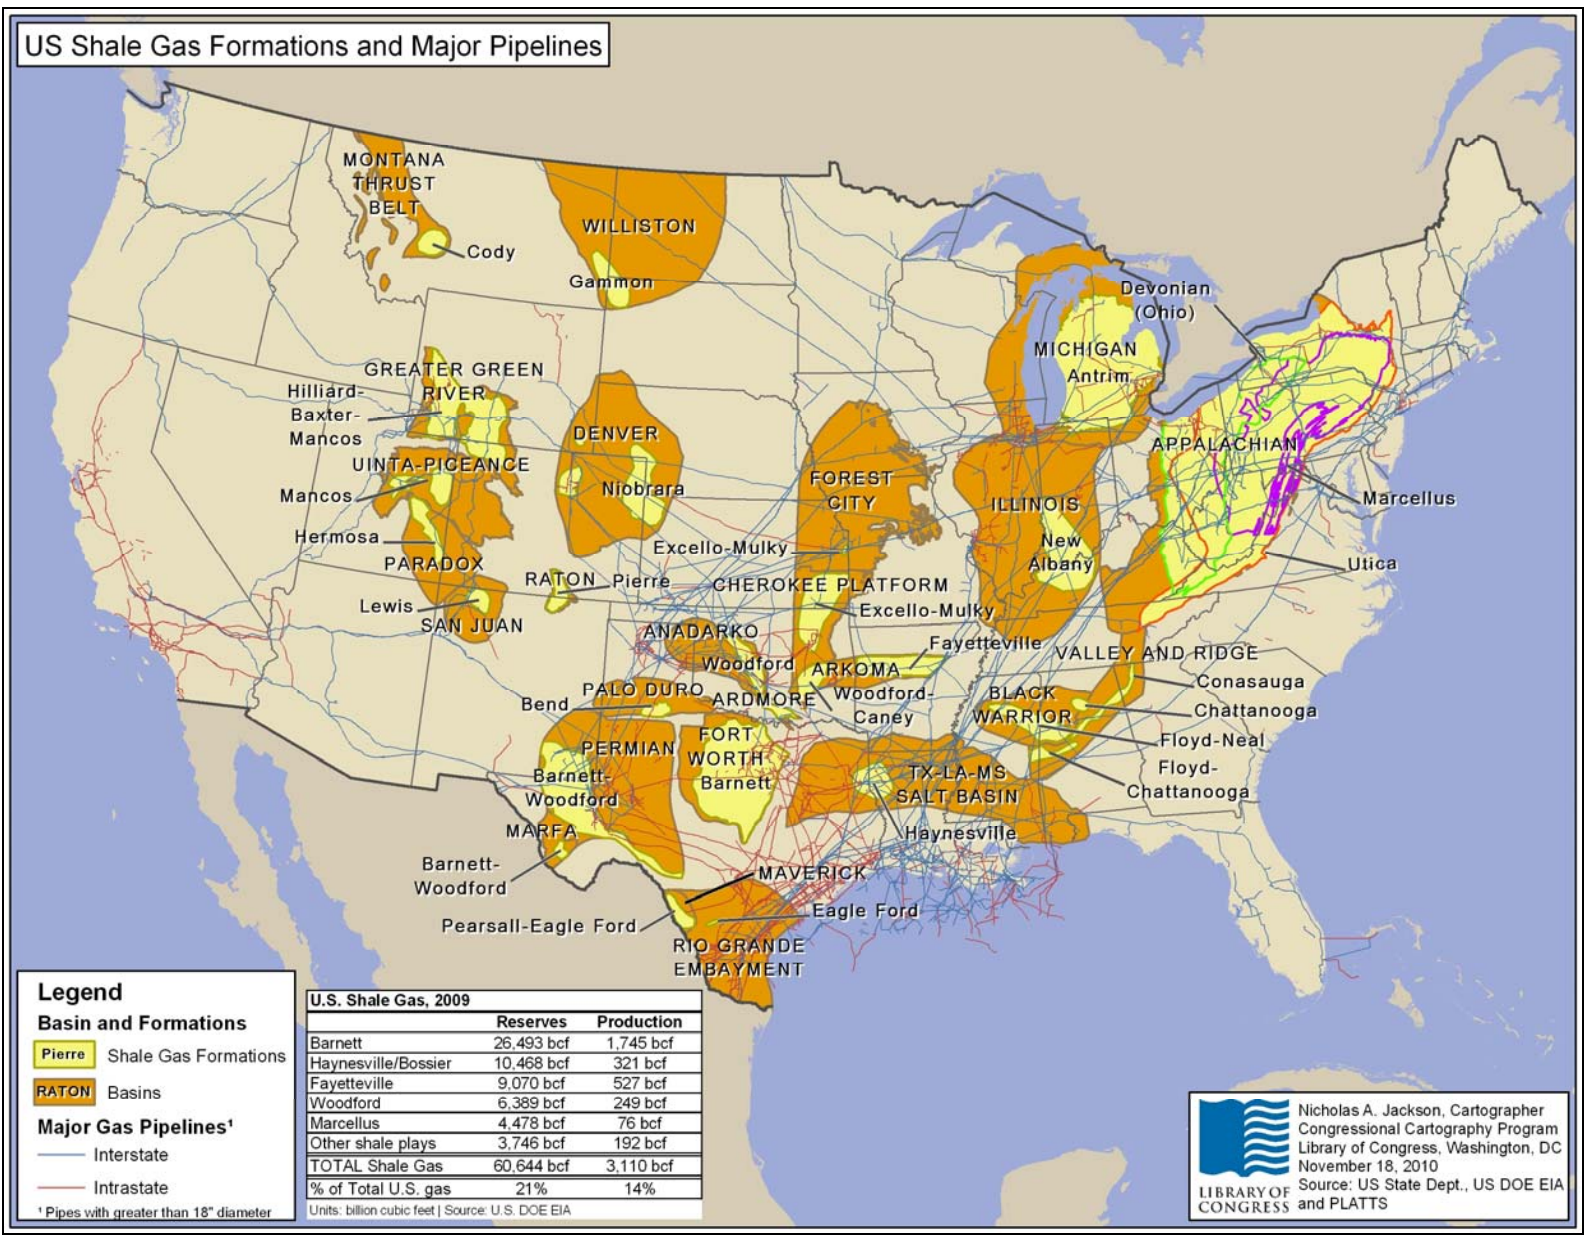 US Shale Gas Formations and Major Pipelines
MONTANA
THRUST
BELT
Cody
WILLISTON
Gammon
Devonian
(Ohio)
MICHIGAN
Antrim
GREATER GREEN
RIVER
Hilliard-
Baxter-
Mancos
UINTA-PICEANCE
Mancos
Hermosa
PARADOX
Lewis
SAN JUAN
DENVER
Niobrara
RATON
Pierre
FOREST
CITY
Excello-Mulky
CHEROKEE PLATFORM
Excello-Mulky
ILLINOIS
New
Albany
APPALACHIAN
Marcellus
Utica
ANADARKO
Woodford
ARKOMA
Fayetteville
Woodford-
Caney
PALO DURO
Bend
ARDMORE
VALLEY AND RIDGE
Conasauga
BLACK
WARRIOR
Chattanooga
Floyd-Neal
Floyd-
Chattanooga
PERMIAN
FORT
WORTH
Barnett
Barnett-
Woodford
TX-LA-MS
SALT BASIN
Haynesville
MARFA
Barnett-
Woodford
MAVERICK
Pearsall-Eagle Ford
Eagle Ford
RIO GRANDE
EMBAYMENT
Legend
Basin and Formations
Pierre Shale Gas Formations
RATON Basins
Major Gas Pipelines¹
Interstate
Intrastate
¹ Pipes with greater than 18" diameter
U.S. Shale Gas, 2009
Reserves Production
Barnett 26,493 bcf 1,745 bcf
Haynesville/Bossier 10,468 bcf 321 bcf
Fayetteville 9,070 bcf 527 bcf
Woodford 6,389 bcf 249 bcf
Marcellus 4,478 bcf 76 bcf
Other shale plays 3,746 bcf 192 bcf
TOTAL Shale Gas 60,644 bcf 3,110 bcf
% of Total U.S. gas 21% 14%
Units: billion cubic feet | Source: U.S. DOE EIA
LIBRARY OF
CONGRESS
Nicholas A. Jackson, Cartographer
Congressional Cartography Program
Library of Congress, Washington, DC
November 18, 2010
Source: US State Dept., US DOE EIA
and PLATTS